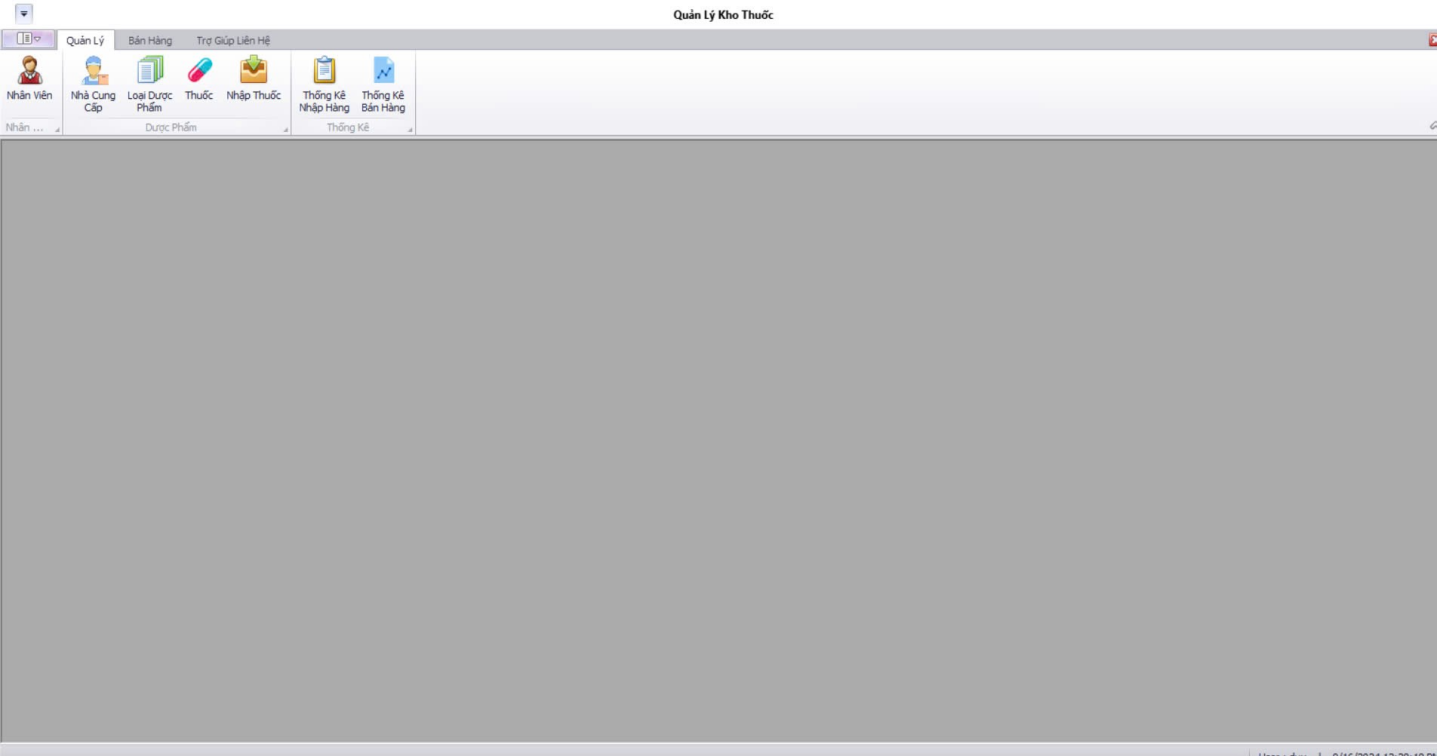 Quản Lý Kho Thuốc
Quản Lý Bán Hàng Trợ Giúp Liên Hệ
Nhân Viên Nhà Cung Cấp Loại Dược Phẩm Thuốc Nhập Thuốc Thống Kê Nhập Hàng Thống Kê Bán Hàng
Nhân ... Dược Phẩm Thống Kê